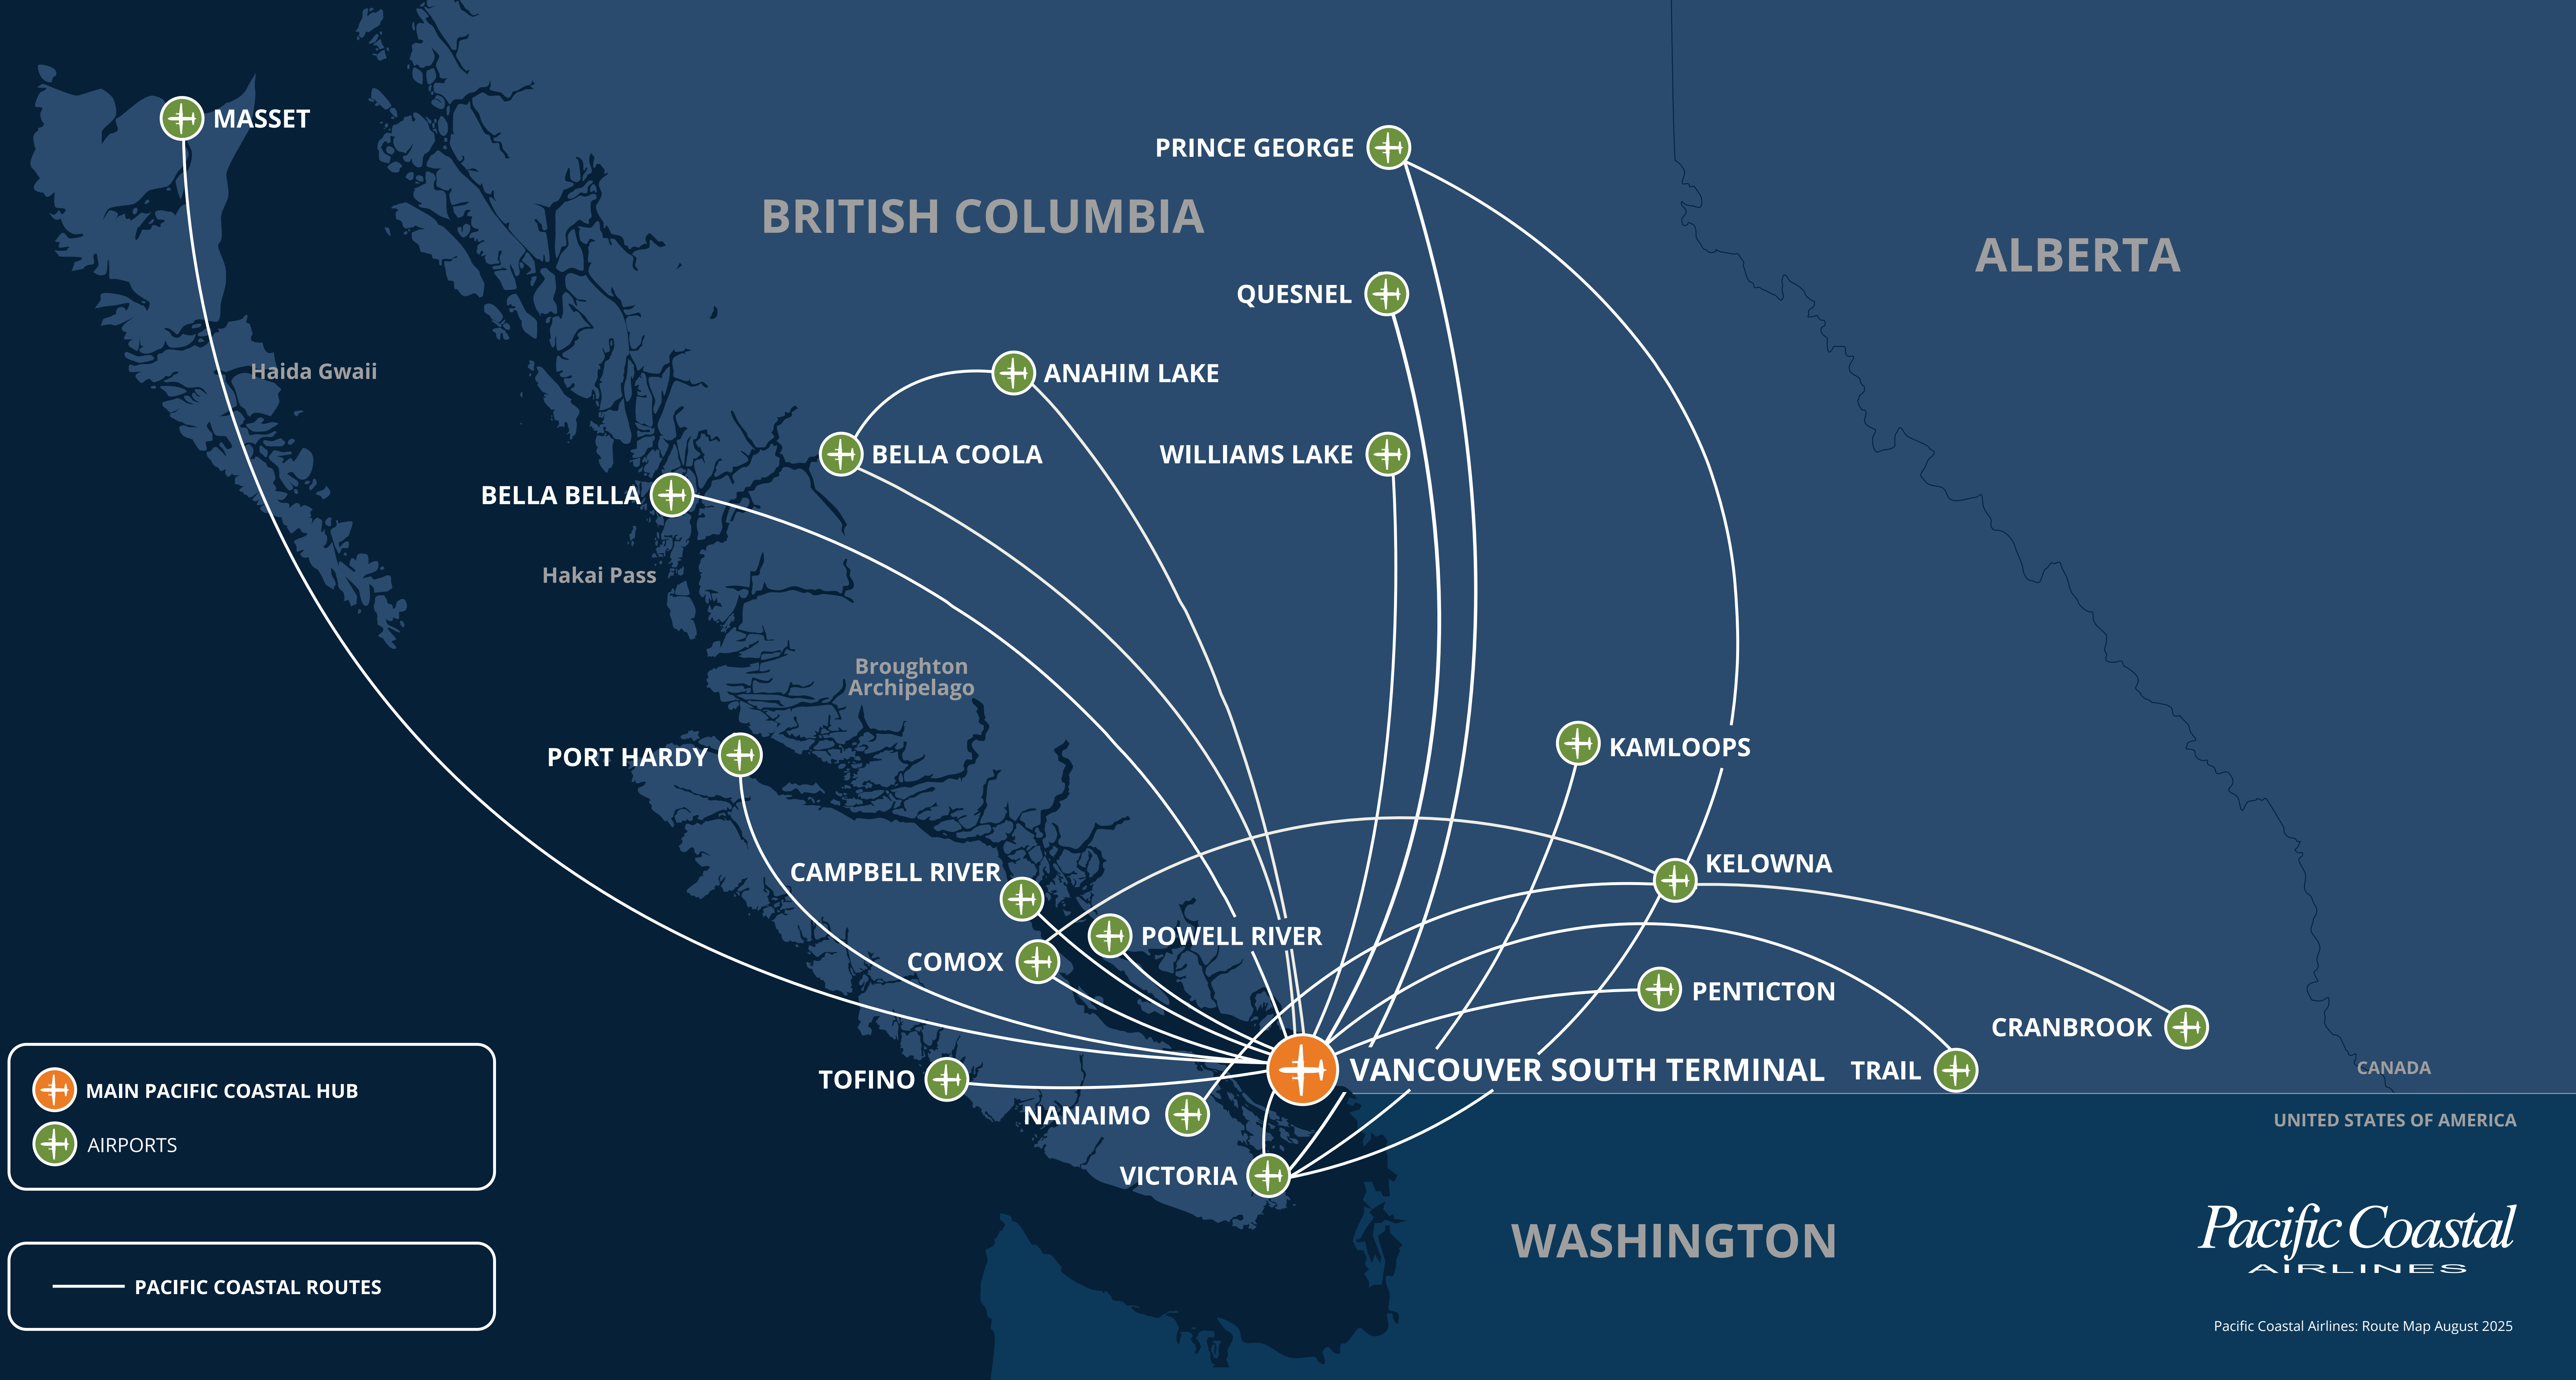 MASSET
PRINCE GEORGE
BRITISH COLUMBIA
ALBERTA
QUESNEL
Haida Gwaii
ANAHIM LAKE
BELLA COOLA
WILLIAMS LAKE
BELLA BELLA
Hakai Pass
Broughton
Archipelago
PORT HARDY
KAMLOOPS
CAMPBELL RIVER
KELOWNA
POWELL RIVER
COMOX
PENTICTON
CRANBROOK
VANCOUVER SOUTH TERMINAL
TRAIL
CANADA
TOFINO
NANAIMO
UNITED STATES OF AMERICA
VICTORIA
MAIN PACIFIC COASTAL HUB
AIRPORTS
WASHINGTON
PACIFIC COASTAL ROUTES
Pacific Coastal
AIRLINES
Pacific Coastal Airlines: Route Map August 2025